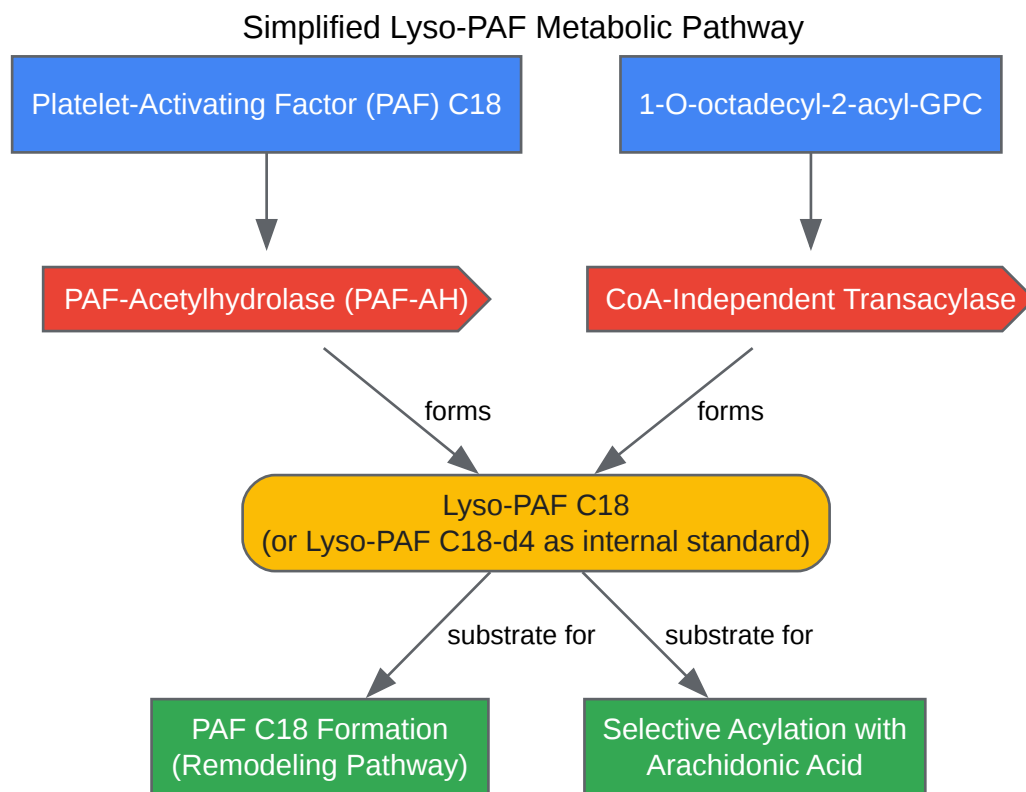 Simplified Lyso-PAF Metabolic Pathway
Platelet-Activating Factor (PAF) C18
1-O-octadecyl-2-acyl-GPC
PAF-Acetylhydrolase (PAF-AH)
CoA-Independent Transacylase
forms
forms
Lyso-PAF C18
(or Lyso-PAF C18-d4 as internal standard)
substrate for
substrate for
PAF C18 Formation
(Remodeling Pathway)
Selective Acylation with
Arachidonic Acid